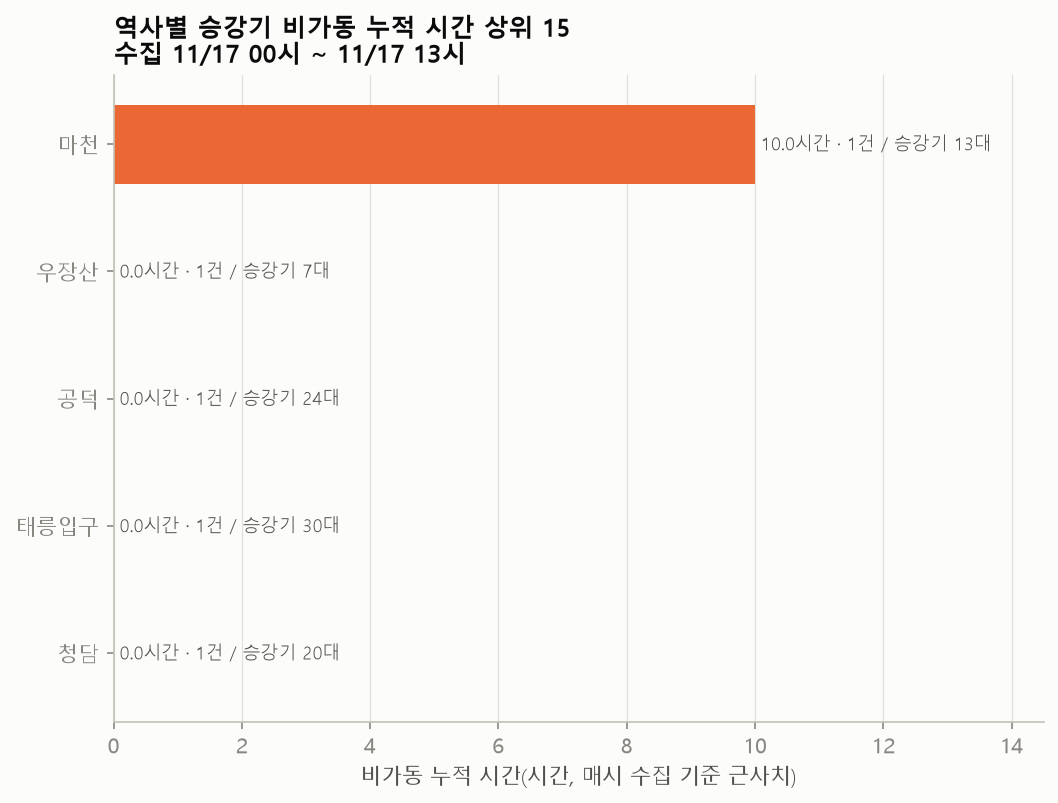 역사별 승강기 비가동 누적 시간 상위 15
수집 11/17 00시 ~ 11/17 13시
마천
10.0시간 · 1건 / 승강기 13대
우장산
0.0시간 · 1건 / 승강기 7대
공덕
0.0시간 · 1건 / 승강기 24대
태릉입구
0.0시간 · 1건 / 승강기 30대
청담
0.0시간 · 1건 / 승강기 20대
0 2 4 6 8 10 12 14
비가동 누적 시간(시간, 매시 수집 기준 근사치)